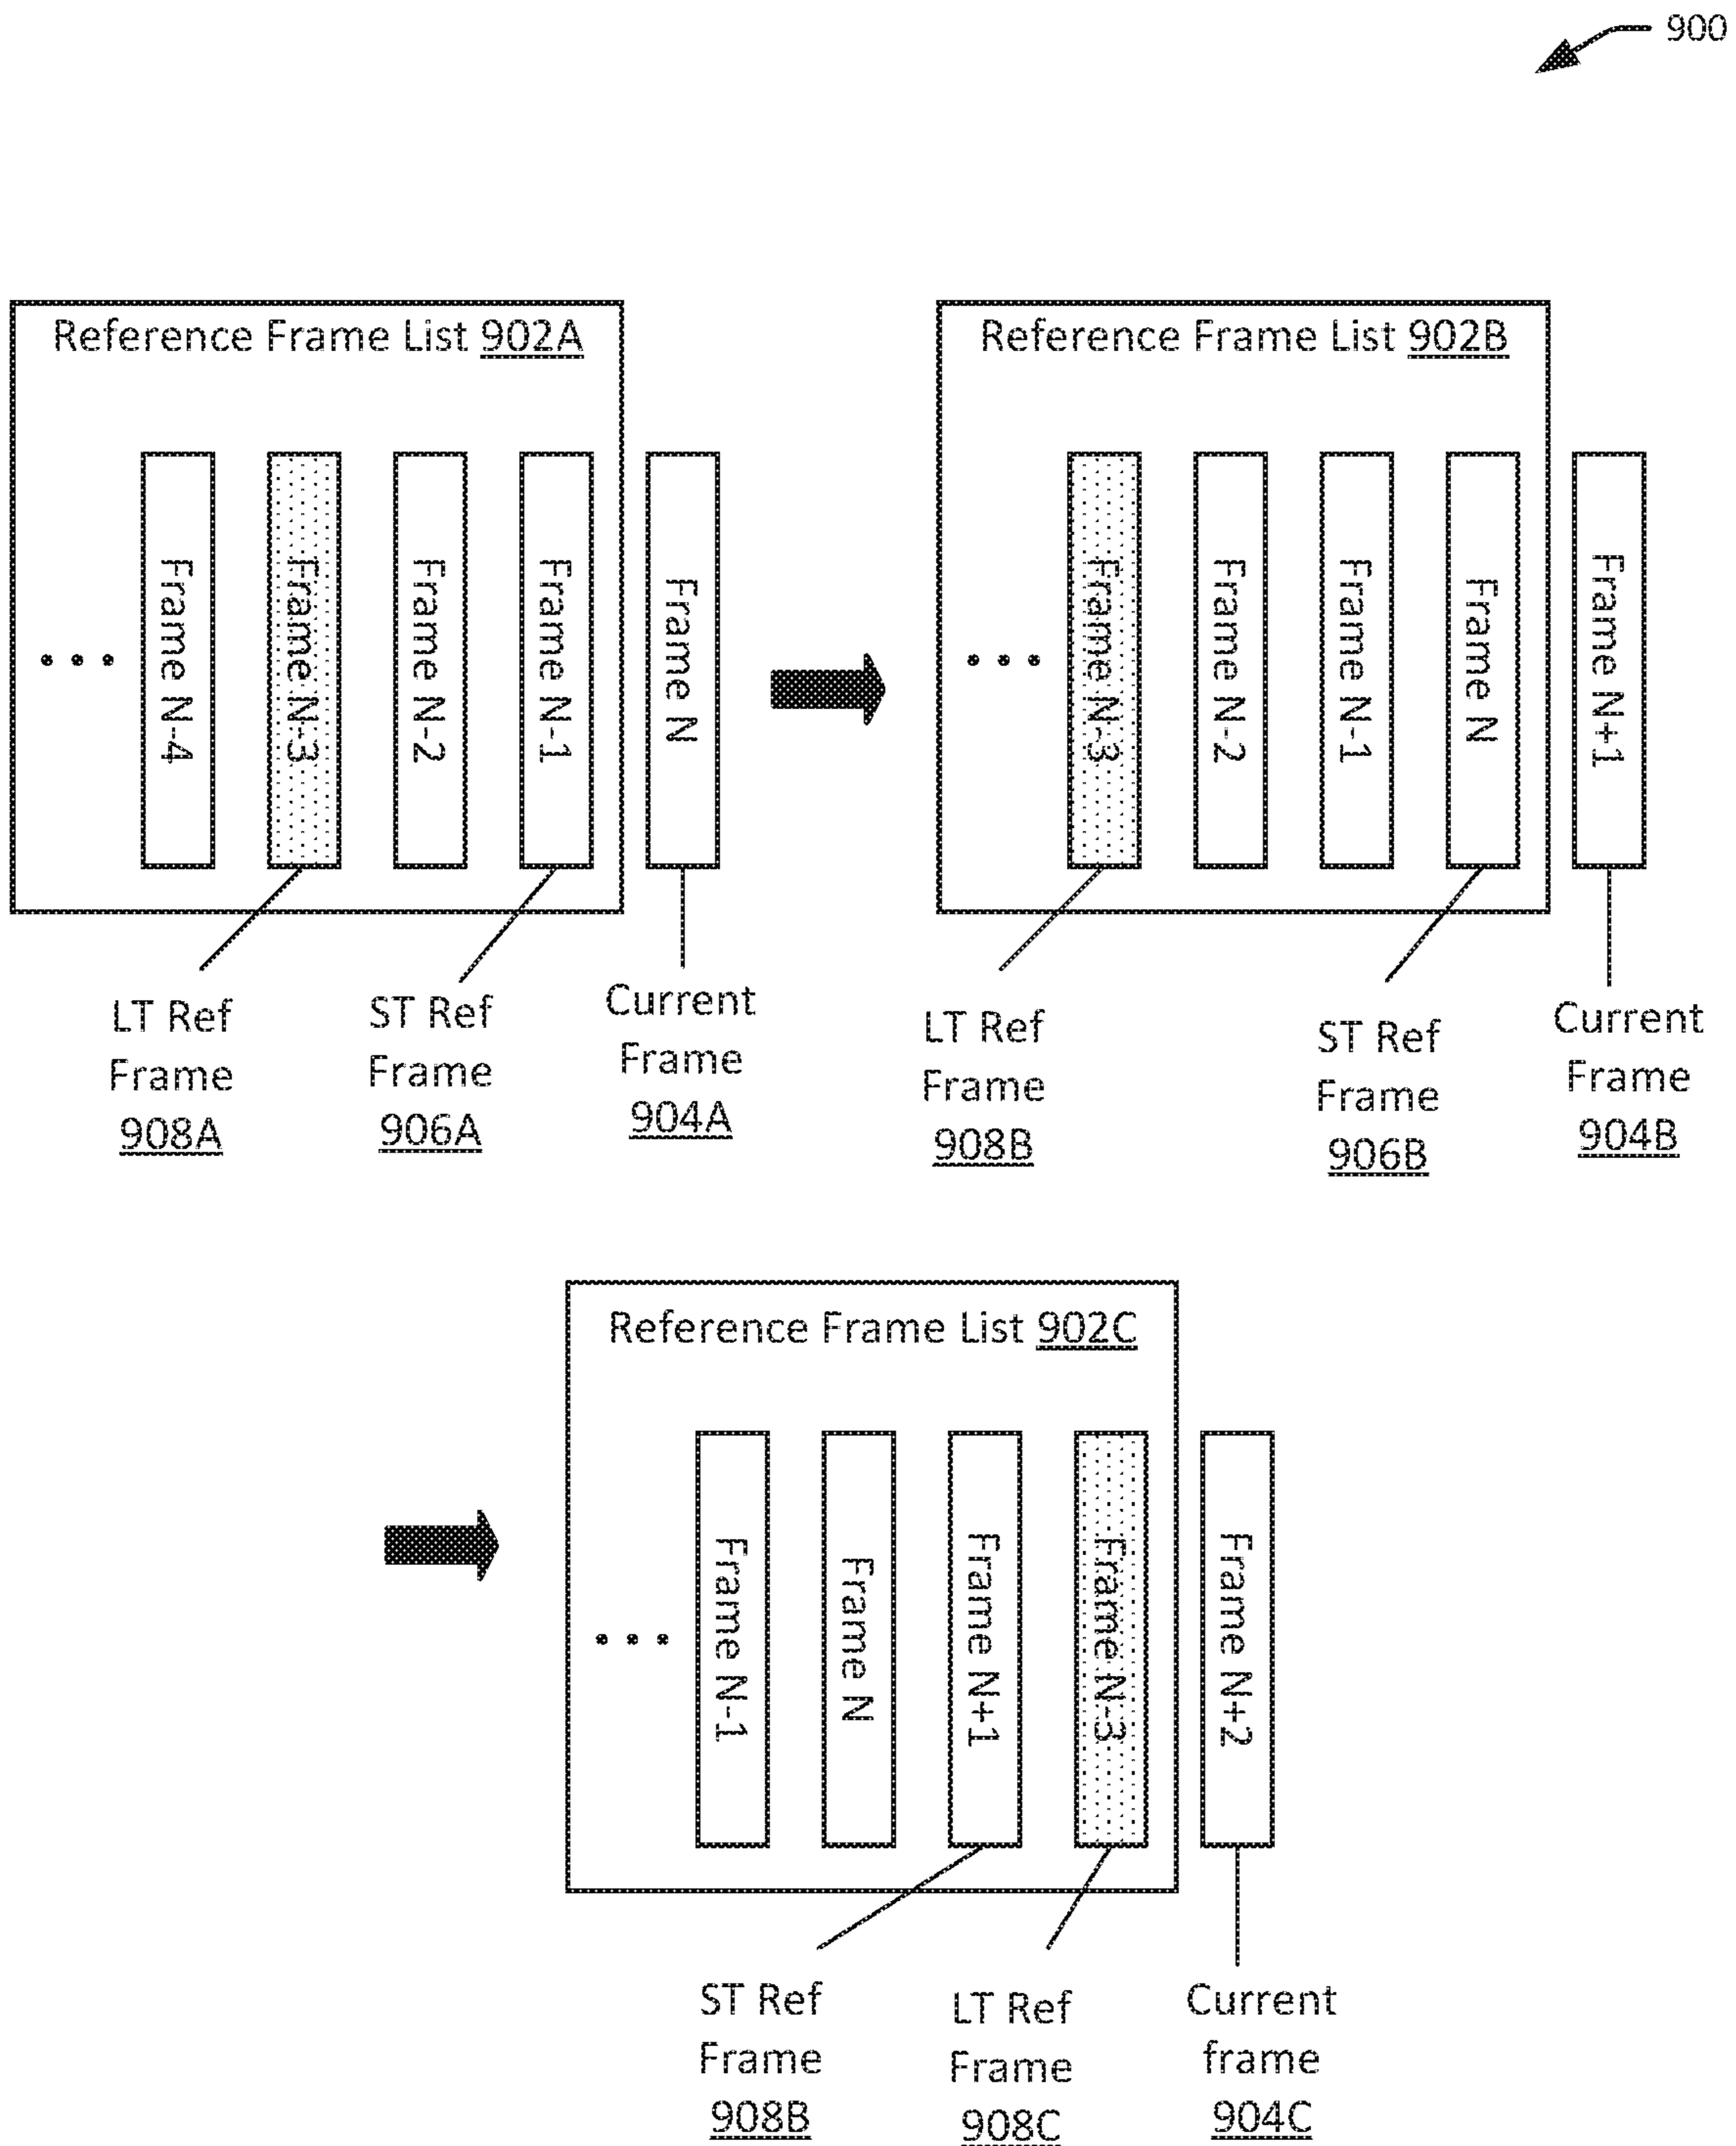 900
Reference Frame List 902A
Frame N-4
Frame N-3
Frame N-2
Frame N-1
Frame N
LT Ref
Frame
908A
ST Ref
Frame
906A
Current
Frame
904A
Reference Frame List 902B
Frame N-3
Frame N-2
Frame N-1
Frame N
Frame N+1
LT Ref
Frame
908B
ST Ref
Frame
906B
Current
Frame
904B
Reference Frame List 902C
Frame N-1
Frame N
Frame N+1
Frame N-3
Frame N+2
ST Ref
Frame
908B
LT Ref
Frame
908C
Current
frame
904C